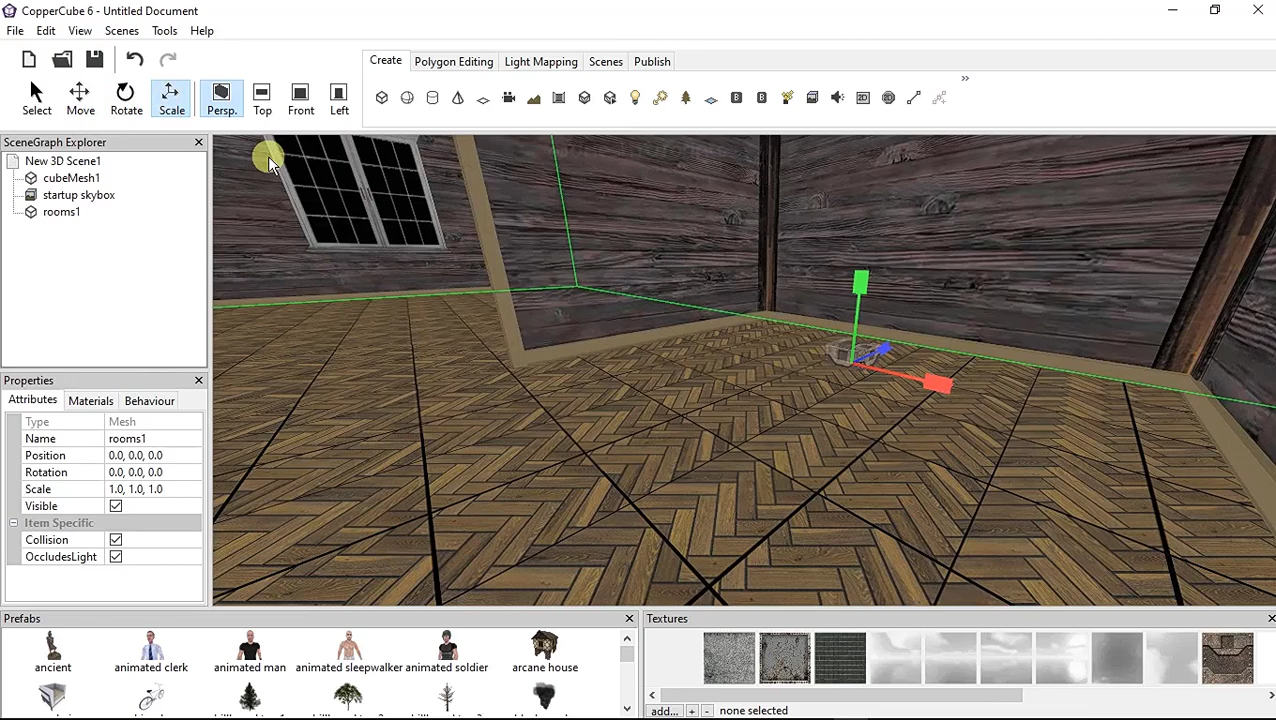 CopperCube 6 - Untitled Document
File Edit View Scenes Tools Help
Create Polygon Editing Light Mapping Scenes Publish
Select Move Rotate Scale Persp. Top Front Left
SceneGraph Explorer
New 3D Scene1
cubeMesh1
startup skybox
rooms1
Properties
Attributes Materials Behaviour
Type Mesh
Name rooms1
Position 0.0, 0.0, 0.0
Rotation 0.0, 0.0, 0.0
Scale 1.0, 1.0, 1.0
Visible
Item Specific
Collision
OccludesLight
Prefabs
ancient animated clerk animated man animated sleepwalker animated soldier arcane house
Textures
add... + - none selected